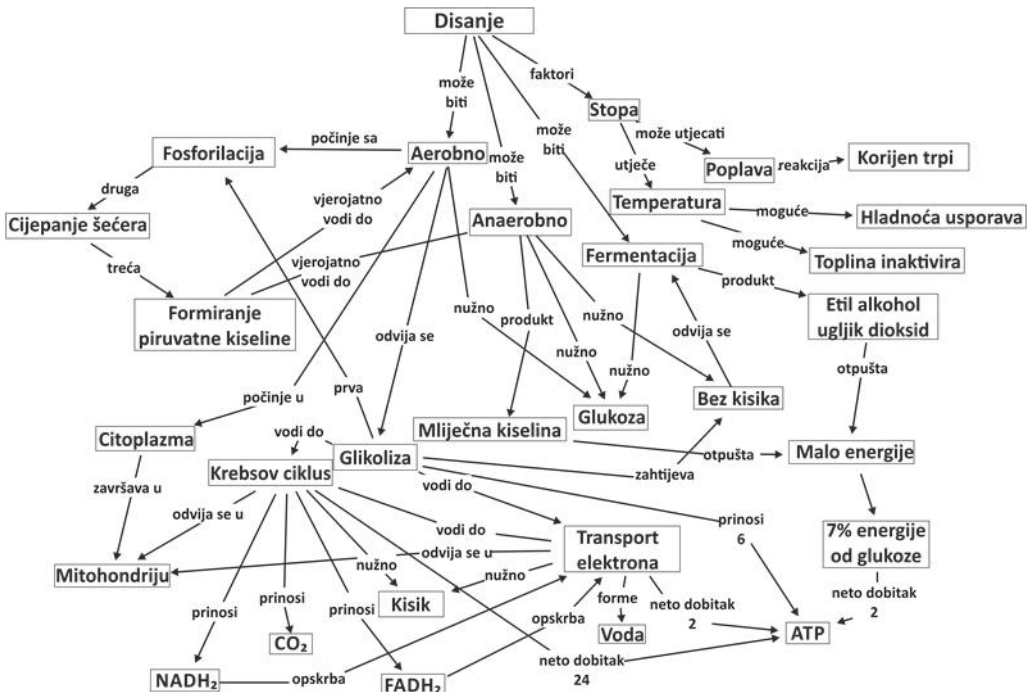 Disanje
faktori
može
biti
Stopa
može
biti
može utjecati
počinje sa
Fosforilacija
Aerobno
može
biti
utječe
Poplava
reakcija
Korijen trpi
druga
vjerojatno
vodi do
Temperatura
moguće
Hladnoća usporava
Cijepanje šećera
Anaerobno
moguće
Fermentacija
Toplina inaktivira
treća
vjerojatno
vodi do
produkt
Formiranje
piruvatne kiseline
nužno
produkt
nužno
Etil alkohol
ugljik dioksid
odvija se
odvija se
nužno
nužno
otpušta
prva
počinje u
Bez kisika
Glukoza
Citoplazma
vodi do
Mliječna kiselina
Glikoliza
otpušta
Malo energije
Krebsov ciklus
zahtijeva
završava u
vodi do
odvija se u
vodi do
prinosi
6
7% energije
od glukoze
Transport
elektrona
odvija se u
Mitohondriju
nužno
nužno
Kisik
prinosi
prinosi
prinosi
forme
neto dobitak
2
neto dobitak
2
opskrba
CO₂
Voda
ATP
neto dobitak
24
NADH₂
opskrba
FADH₂